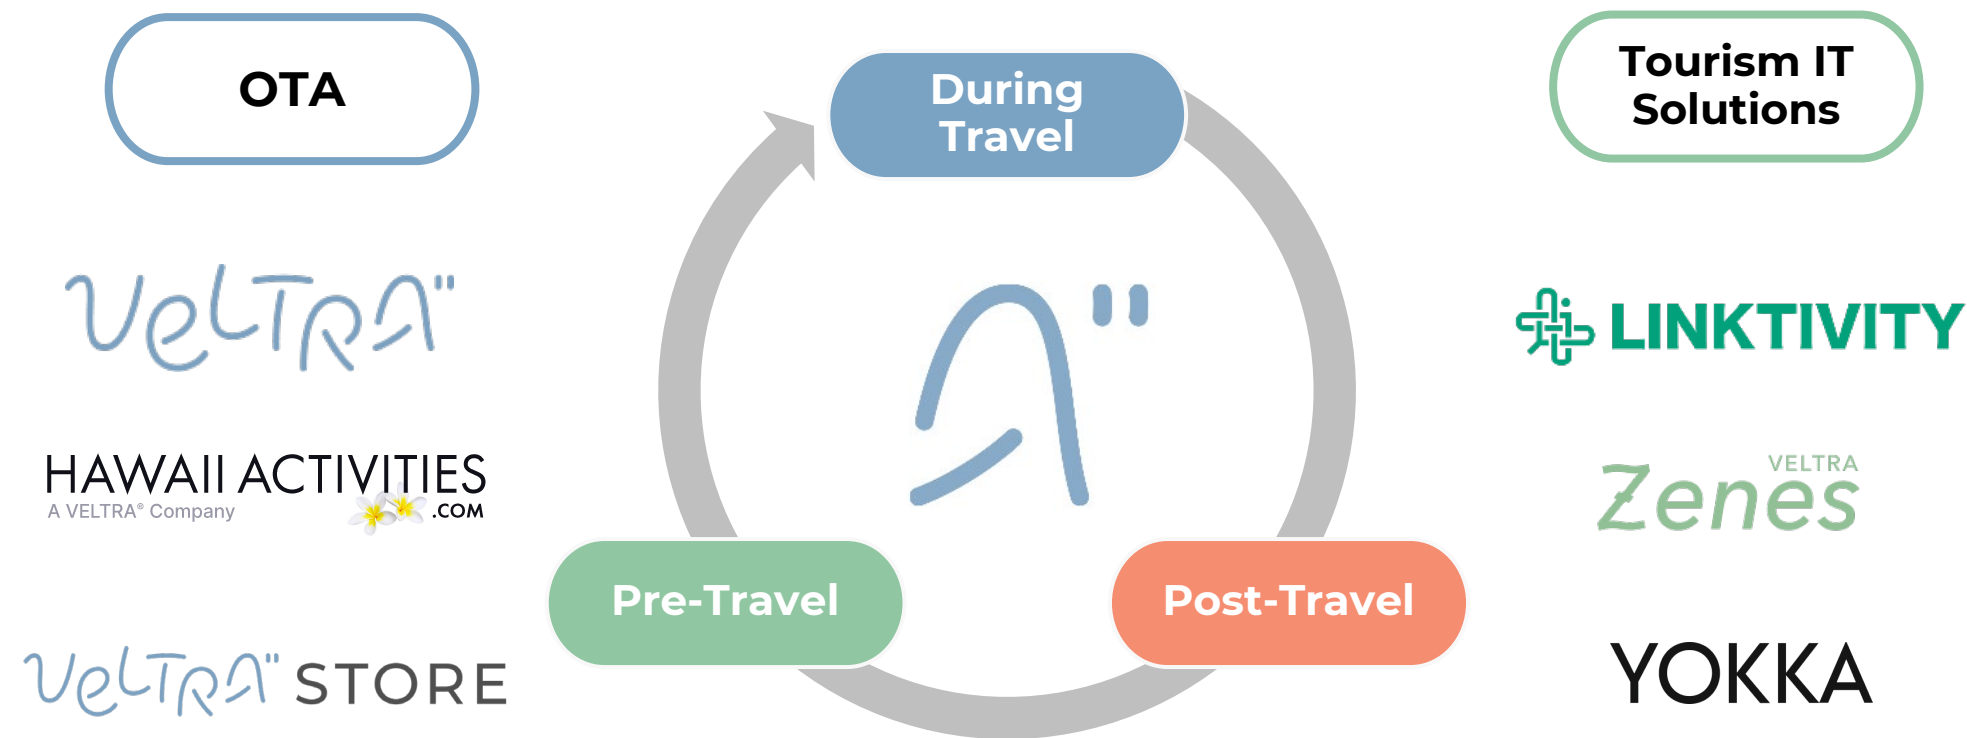 OTA
VELTRA
HAWAII ACTIVITIES
A VELTRA® Company
.COM
VELTRA STORE
During
Travel
Pre-Travel
Post-Travel
Tourism IT
Solutions
LINKTIVITY
VELTRA
Zenes
YOKKA